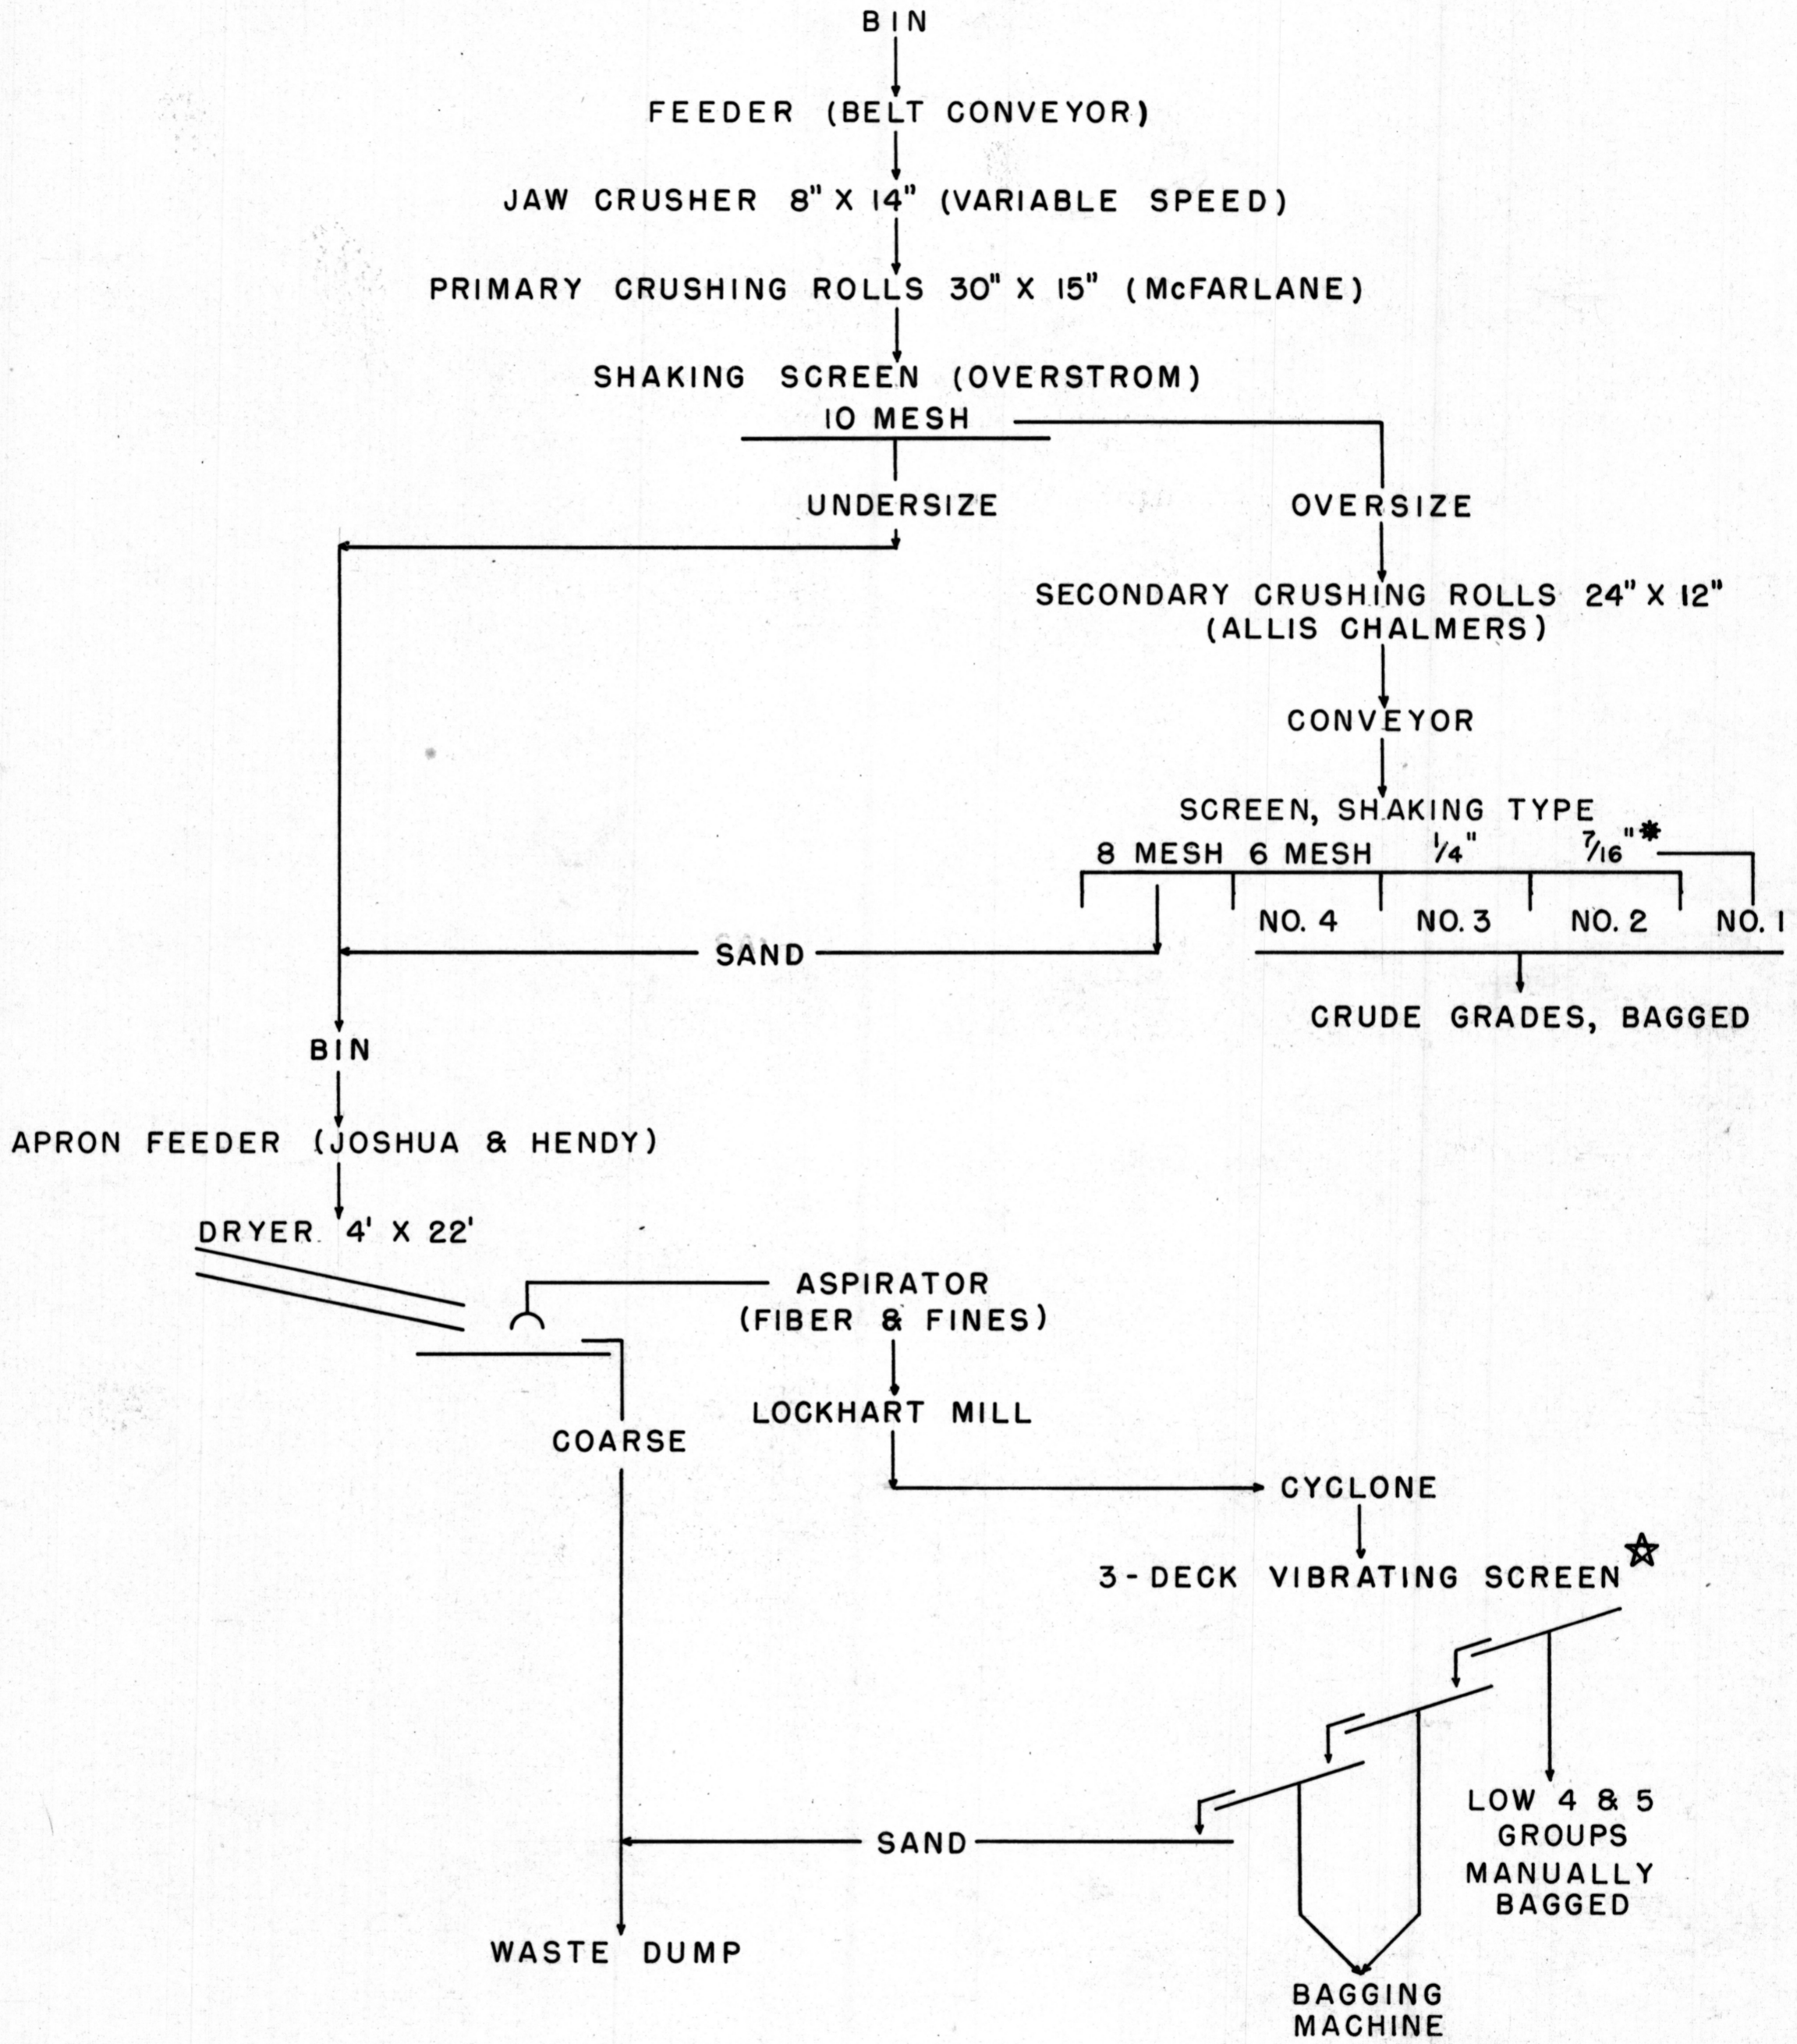 BIN
FEEDER (BELT CONVEYOR)
JAW CRUSHER 8" X 14" (VARIABLE SPEED)
PRIMARY CRUSHING ROLLS 30" X 15" (McFARLANE)
SHAKING SCREEN (OVERSTROM)
10 MESH
UNDERSIZE
OVERSIZE
SECONDARY CRUSHING ROLLS 24" X 12"
(ALLIS CHALMERS)
CONVEYOR
SCREEN, SHAKING TYPE
8 MESH 6 MESH 1/4" 7/16" *
NO. 4 NO. 3 NO. 2 NO. 1
SAND
CRUDE GRADES, BAGGED
BIN
APRON FEEDER (JOSHUA & HENDY)
DRYER 4' X 22'
ASPIRATOR
(FIBER & FINES)
LOCKHART MILL
COARSE
CYCLONE
3-DECK VIBRATING SCREEN ☆
LOW 4 & 5
GROUPS
MANUALLY
BAGGED
SAND
WASTE DUMP
BAGGING
MACHINE